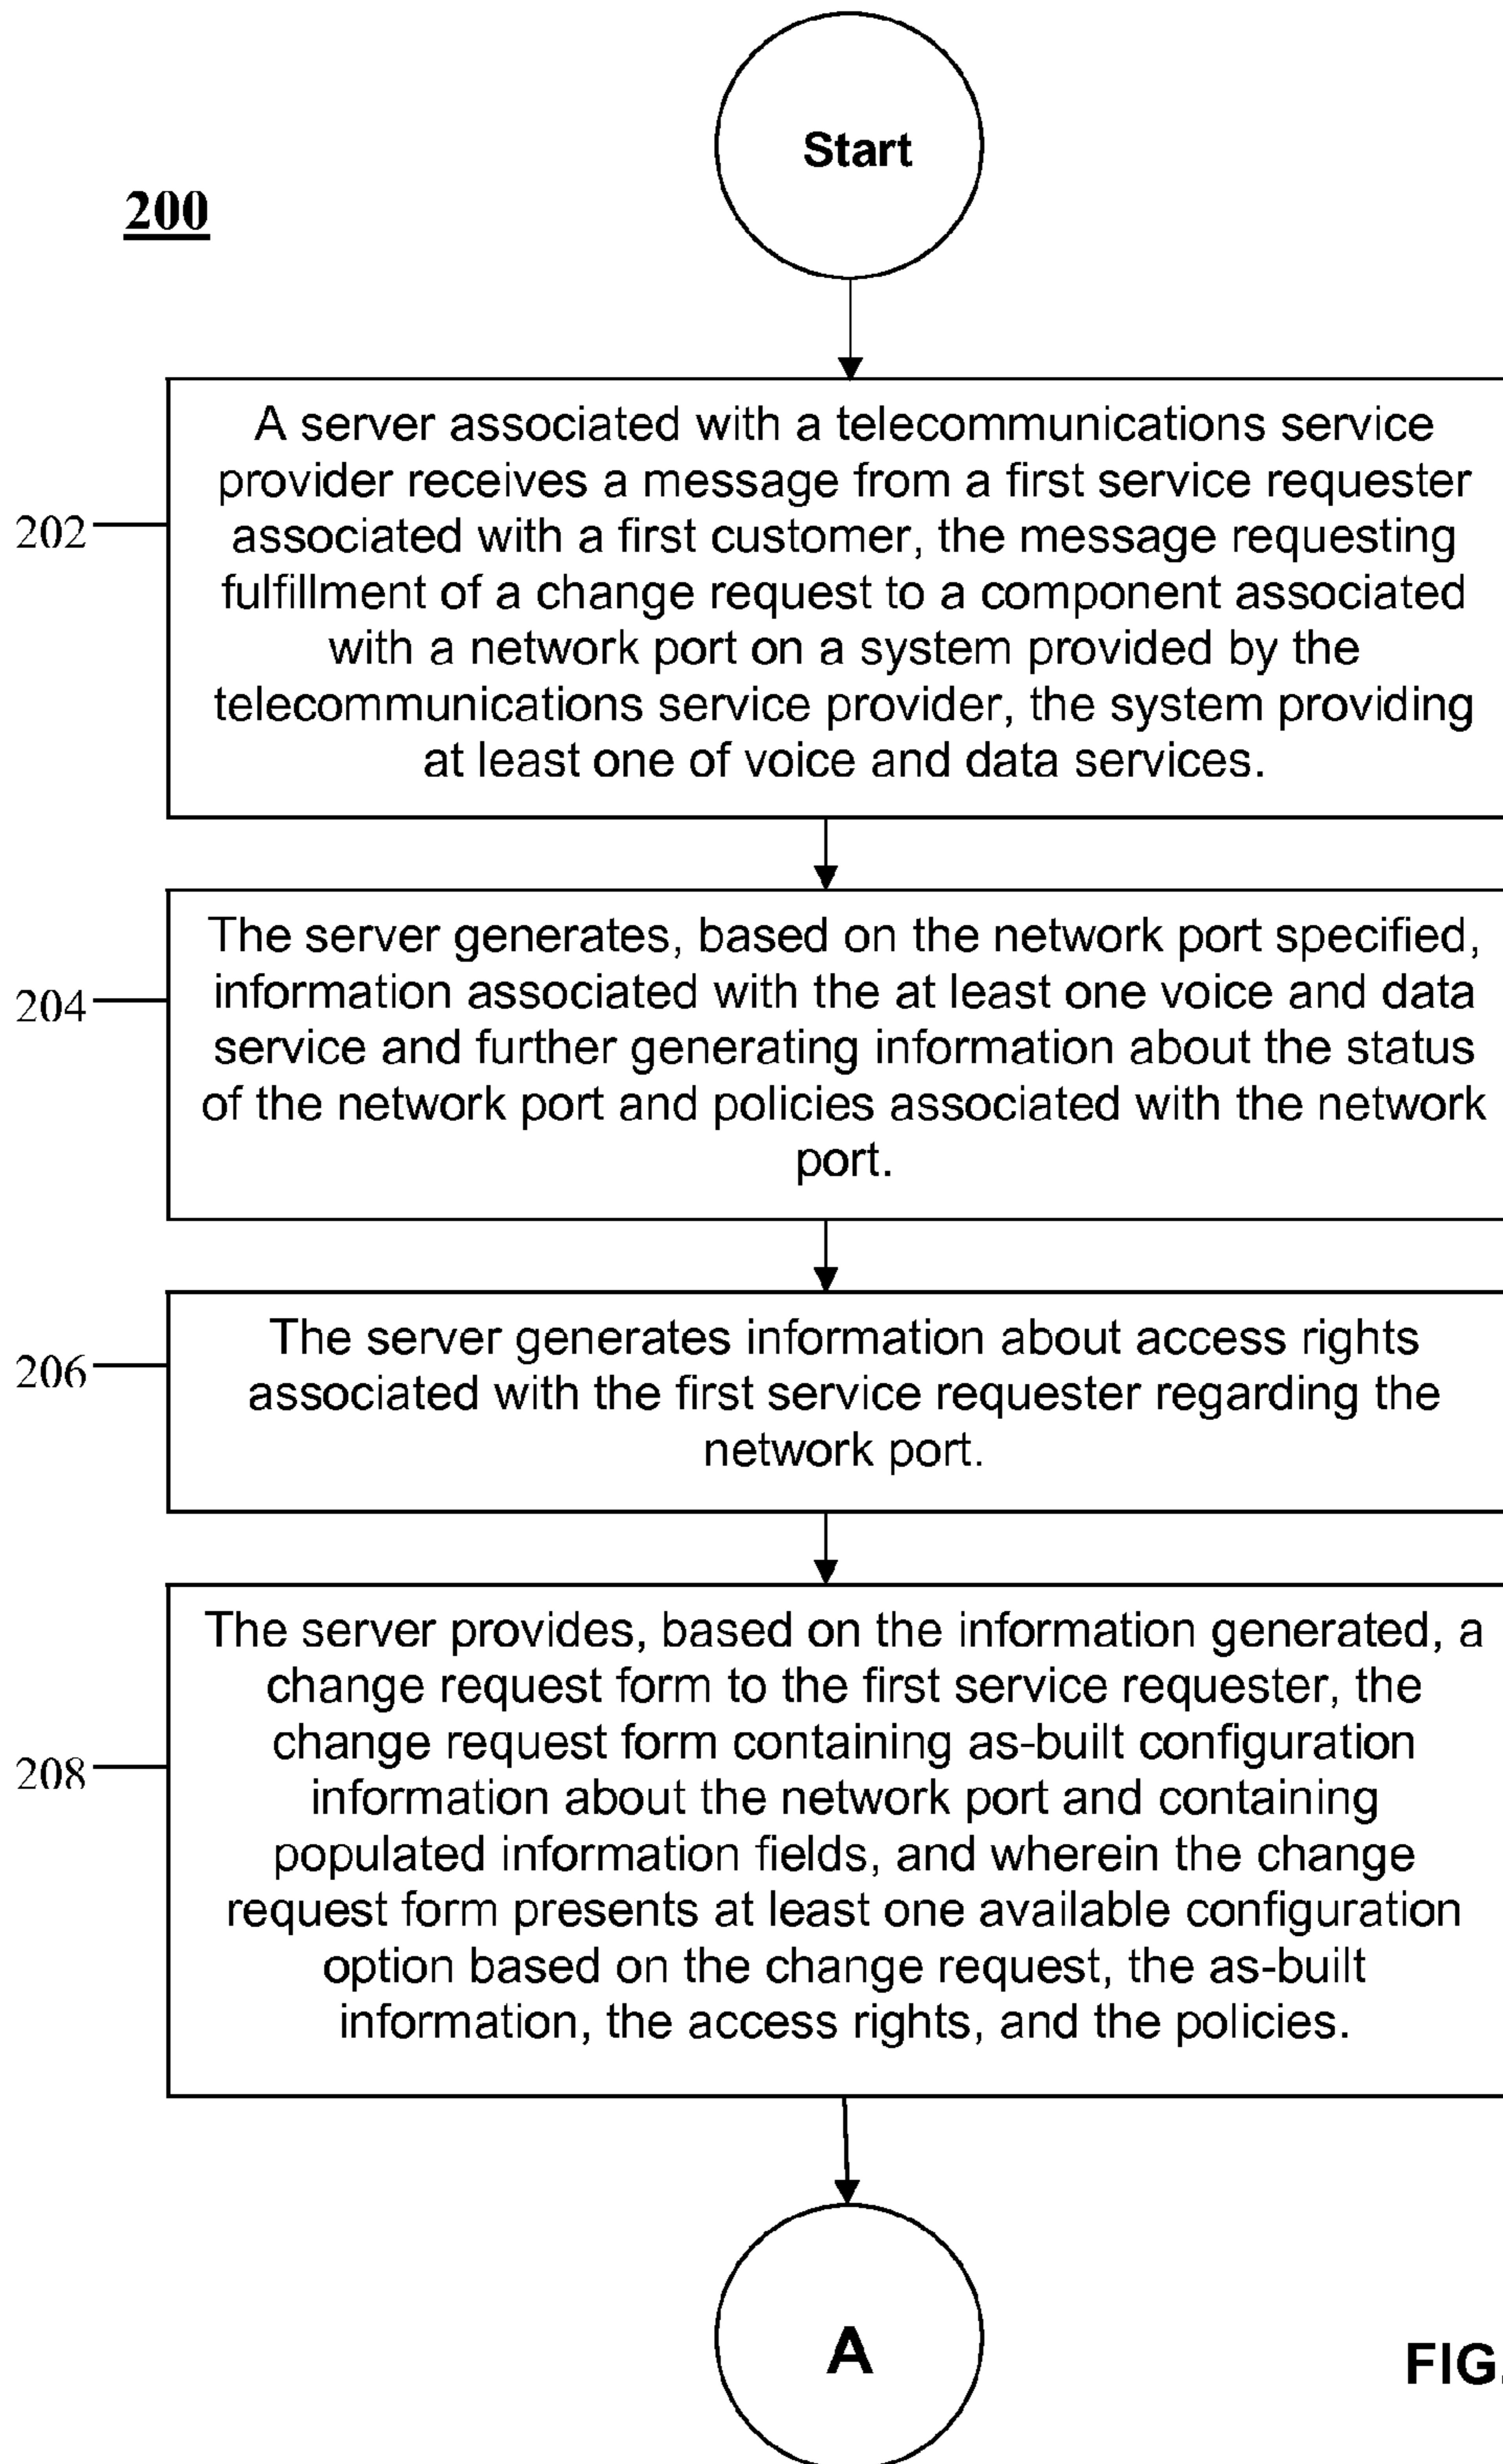 Start
200
A server associated with a telecommunications service
provider receives a message from a first service requester
associated with a first customer, the message requesting
fulfillment of a change request to a component associated
with a network port on a system provided by the
telecommunications service provider, the system providing
at least one of voice and data services.
202
The server generates, based on the network port specified,
information associated with the at least one voice and data
service and further generating information about the status
of the network port and policies associated with the network
port.
204
The server generates information about access rights
associated with the first service requester regarding the
network port.
206
The server provides, based on the information generated, a
change request form to the first service requester, the
change request form containing as-built configuration
information about the network port and containing
populated information fields, and wherein the change
request form presents at least one available configuration
option based on the change request, the as-built
information, the access rights, and the policies.
208
A
FIG.